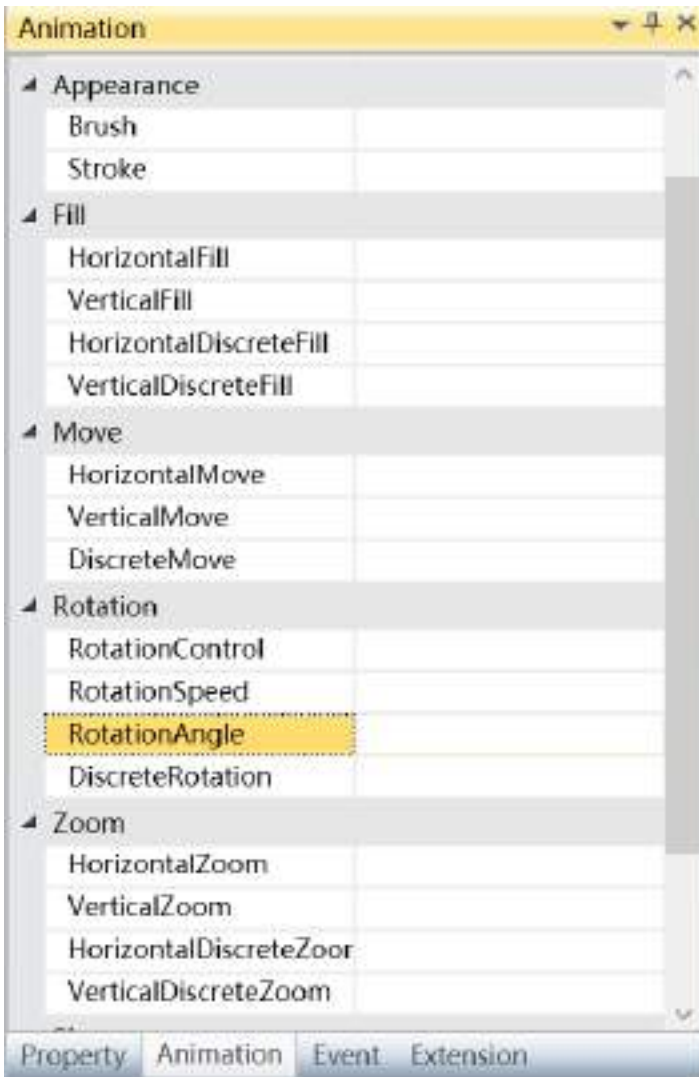 Animation
Appearance
Brush
Stroke
Fill
HorizontalFill
VerticalFill
HorizontalDiscreteFill
VerticalDiscreteFill
Move
HorizontalMove
VerticalMove
DiscreteMove
Rotation
RotationControl
RotationSpeed
RotationAngle
DiscreteRotation
Zoom
HorizontalZoom
VerticalZoom
HorizontalDiscreteZoor
VerticalDiscreteZoom
Property Animation Event Extension